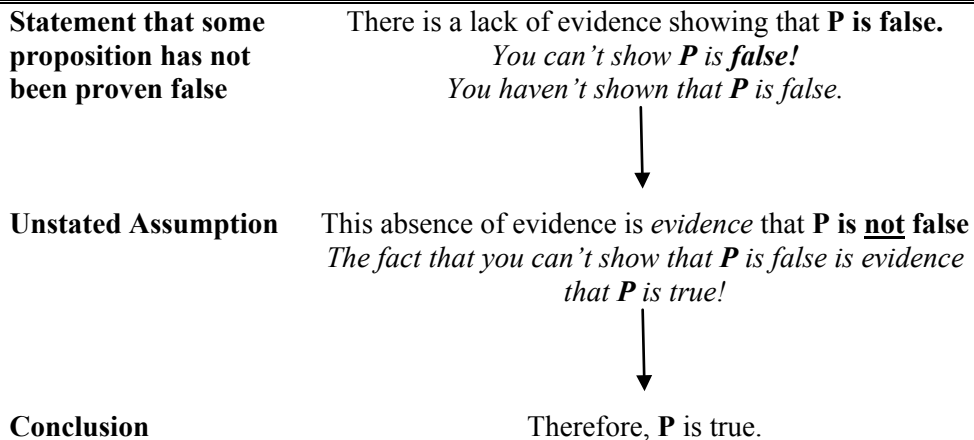 Statement that some There is a lack of evidence showing that P is false.
proposition has not You can't show P is false!
been proven false You haven't shown that P is false.
Unstated Assumption This absence of evidence is evidence that P is not false
The fact that you can't show that P is false is evidence
that P is true!
Conclusion Therefore, P is true.